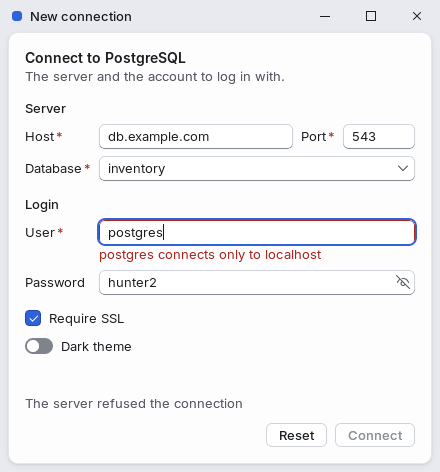 New connection
Connect to PostgreSQL
The server and the account to log in with.
Server
Host* db.example.com Port* 543
Database* inventory
Login
User* postgres
postgres connects only to localhost
Password hunter2
Require SSL
Dark theme
The server refused the connection
Reset Connect